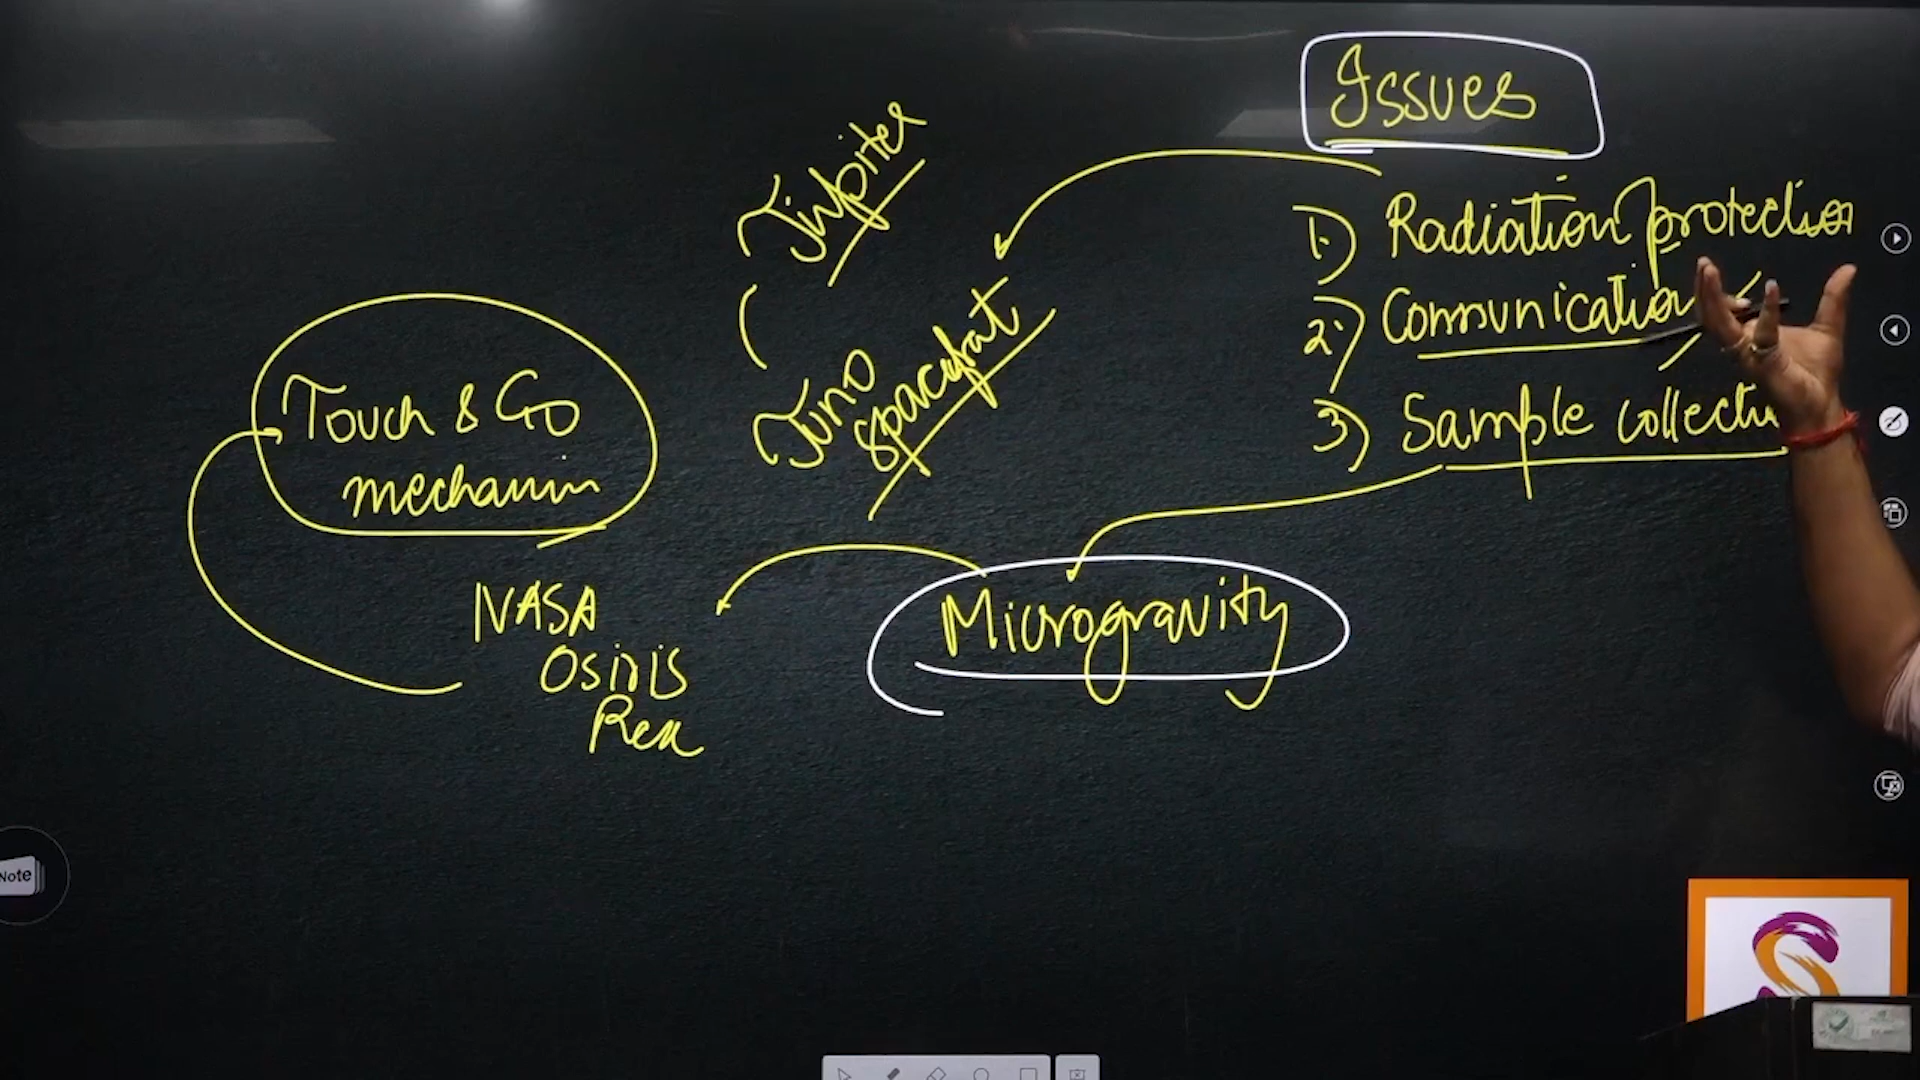 Issues
1.) Radiation protection
2.) Communication
3) Sample collecti
Jupiter
Juno
spacecraft
Touch & Go
mechanism
Microgravity
NASA
Osiris
Rex
Note